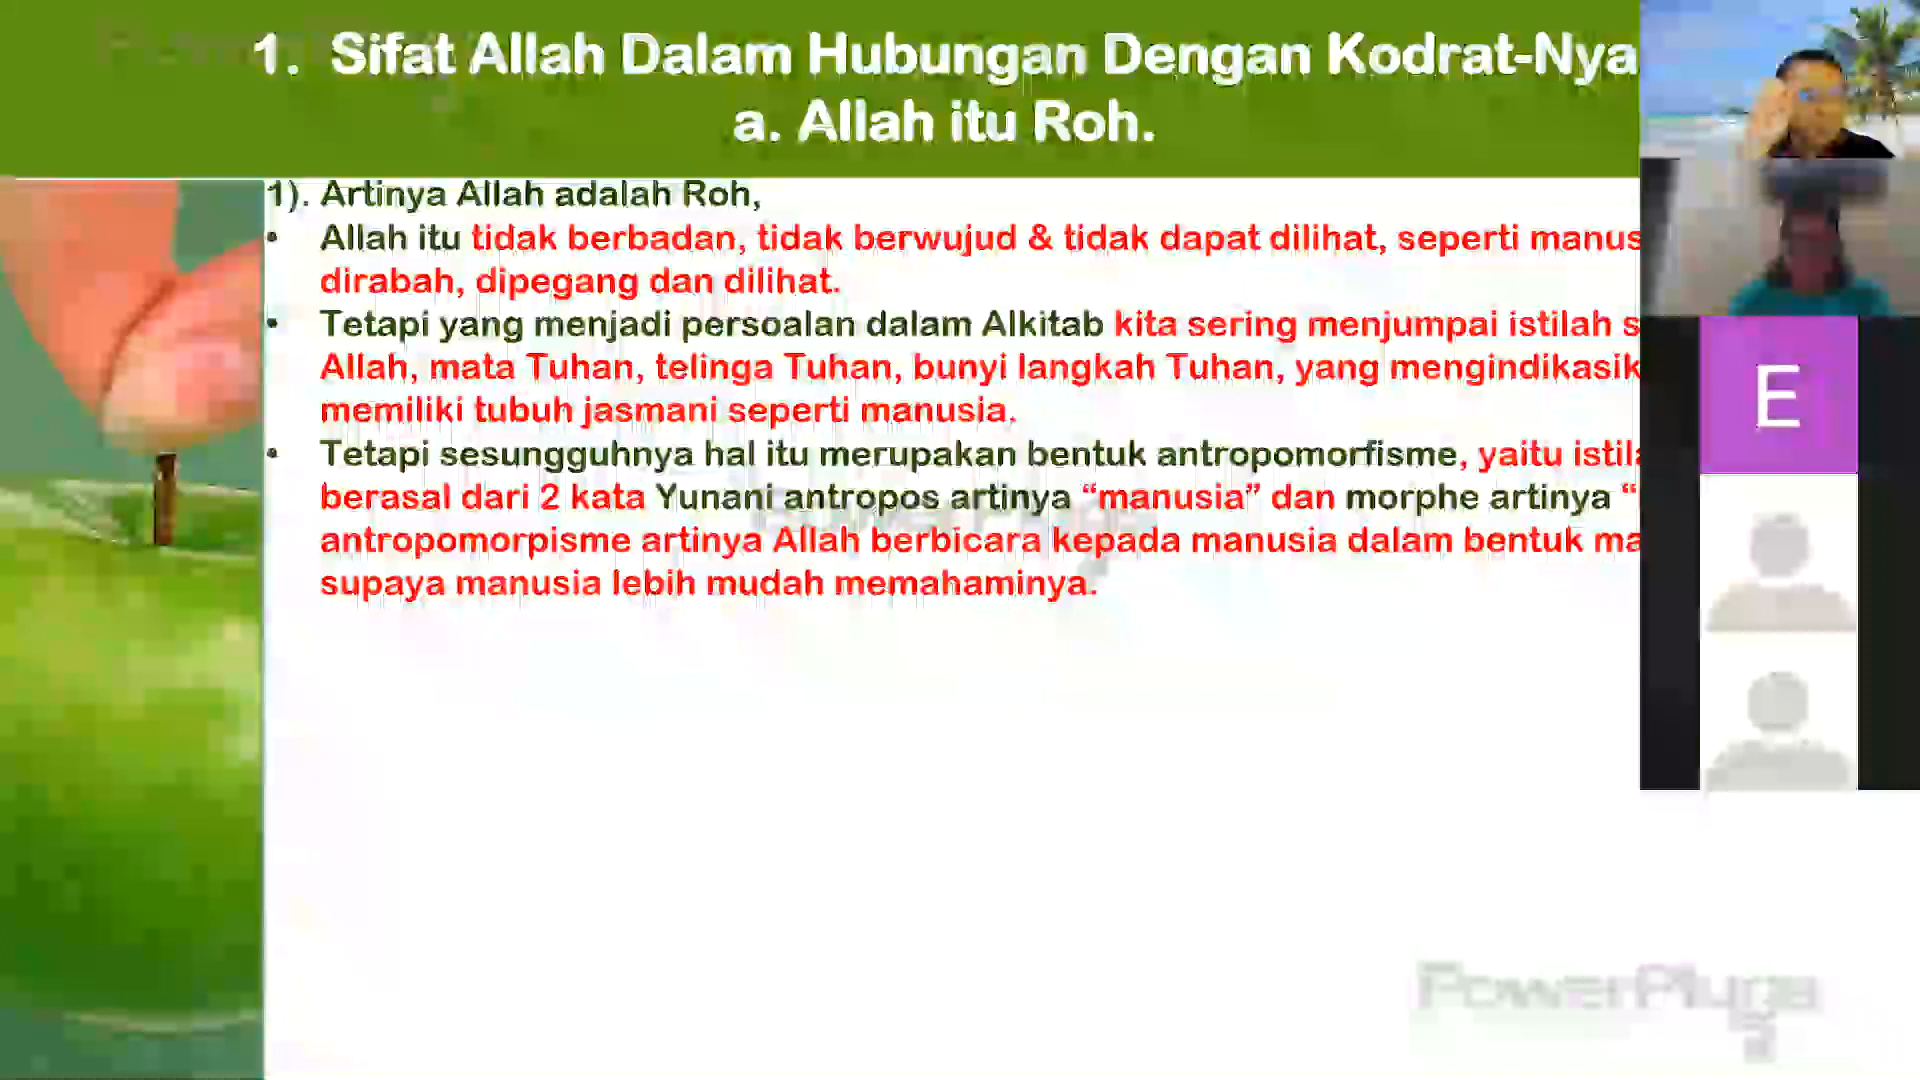 1. Sifat Allah Dalam Hubungan Dengan Kodrat-Nya
a. Allah itu Roh.
1). Artinya Allah adalah Roh,
• Allah itu tidak berbadan, tidak berwujud & tidak dapat dilihat, seperti manus
dirabah, dipegang dan dilihat.
• Tetapi yang menjadi persoalan dalam Alkitab kita sering menjumpai istilah s
Allah, mata Tuhan, telinga Tuhan, bunyi langkah Tuhan, yang mengindikasik
memiliki tubuh jasmani seperti manusia.
• Tetapi sesungguhnya hal itu merupakan bentuk antropomorfisme, yaitu istila
berasal dari 2 kata Yunani antropos artinya “manusia” dan morphe artinya “
antropomorpisme artinya Allah berbicara kepada manusia dalam bentuk ma
supaya manusia lebih mudah memahaminya.
E
PowerPlugs